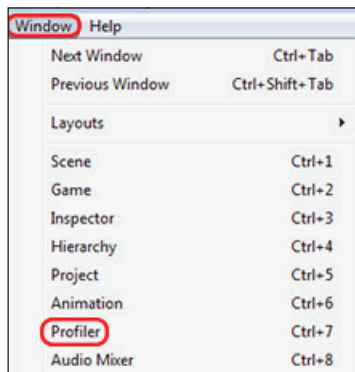 Window Help
Next Window Ctrl+Tab
Previous Window Ctrl+Shift+Tab
Layouts
Scene Ctrl+1
Game Ctrl+2
Inspector Ctrl+3
Hierarchy Ctrl+4
Project Ctrl+5
Animation Ctrl+6
Profiler Ctrl+7
Audio Mixer Ctrl+8